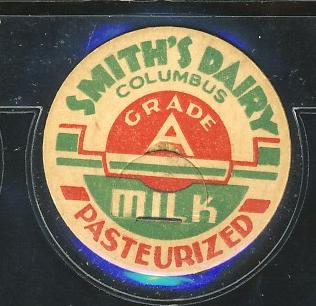 SMITH'S DAIRY
COLUMBUS
GRADE
A
MILK
PASTEURIZED